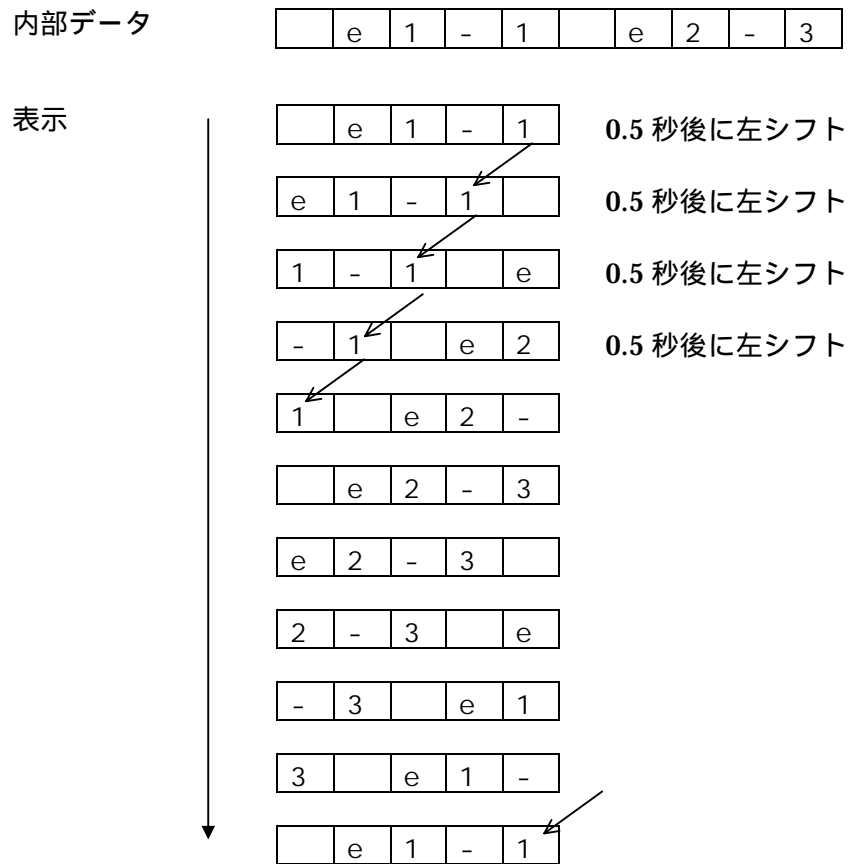 内部データ e 1 - 1 e 2 - 3
表示 e 1 - 1 0.5 秒後に左シフト
e 1 - 1 0.5 秒後に左シフト
1 - 1 e 0.5 秒後に左シフト
- 1 e 2 0.5 秒後に左シフト
1 e 2 -
e 2 - 3
e 2 - 3
2 - 3 e
- 3 e 1
3 e 1 -
e 1 - 1